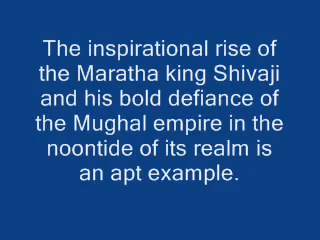 The inspirational rise of
the Maratha king Shivaji
and his bold defiance of
the Mughal empire in the
noontide of its realm is
an apt example.